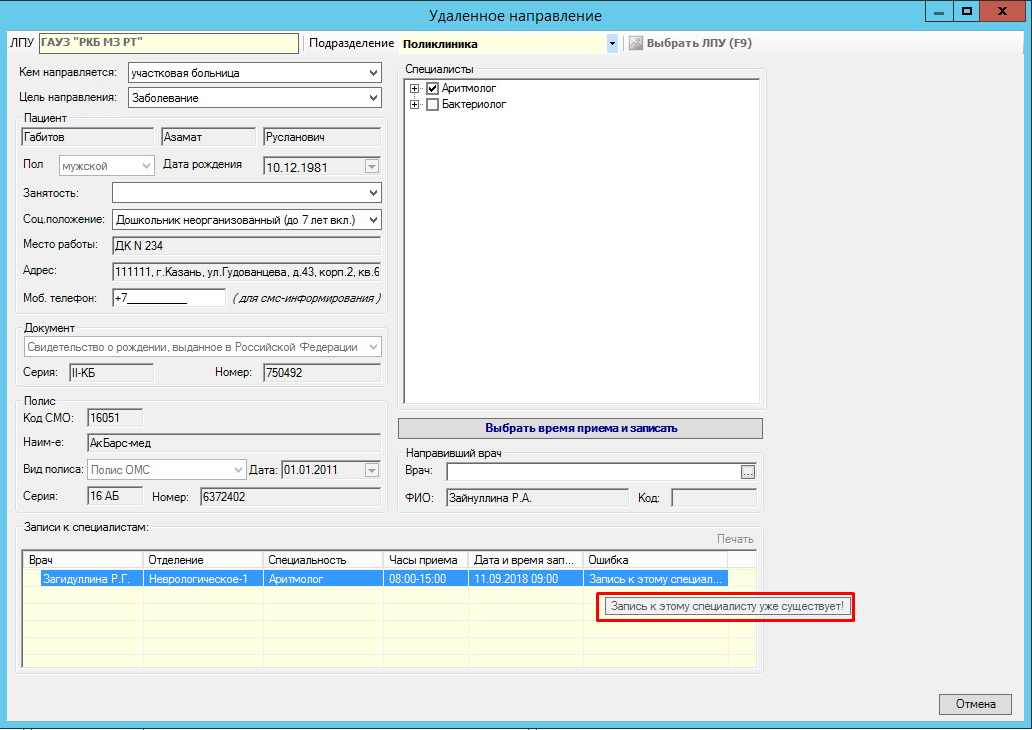 Удаленное направление
ЛПУ ГАУЗ "РКБ МЗ РТ" Подразделение Поликлиника Выбрать ЛПУ (F9)
Кем направляется: участковая больница
Цель направления: Заболевание
Пациент
Габитов Азамат Русланович
Пол мужской Дата рождения 10.12.1981
Занятость:
Соц.положение: Дошкольник неорганизованный (до 7 лет вкл.)
Место работы: ДК N 234
Адрес: 111111, г.Казань, ул.Гудованцева, д.43, корп.2, кв.6
Моб. телефон: +7__________ ( для смс-информирования )
Документ
Свидетельство о рождении, выданное в Российской Федерации
Серия: II-КБ Номер: 750492
Полис
Код СМО: 16051
Наим-е: АкБарс-мед
Вид полиса: Полис ОМС Дата: 01.01.2011
Серия: 16 АБ Номер: 6372402
Специалисты
Аритмолог
Бактериолог
Выбрать время приема и записать
Направивший врач
Врач: ...
ФИО: Зайнуллина Р.А. Код:
Записи к специалистам:
Печать
Врач Отделение Специальность Часы приема Дата и время зап... Ошибка
Загидуллина Р.Г. Неврологическое-1 Аритмолог 08:00-15:00 11.09.2018 09:00 Запись к этому специал...
Запись к этому специалисту уже существует!
Отмена